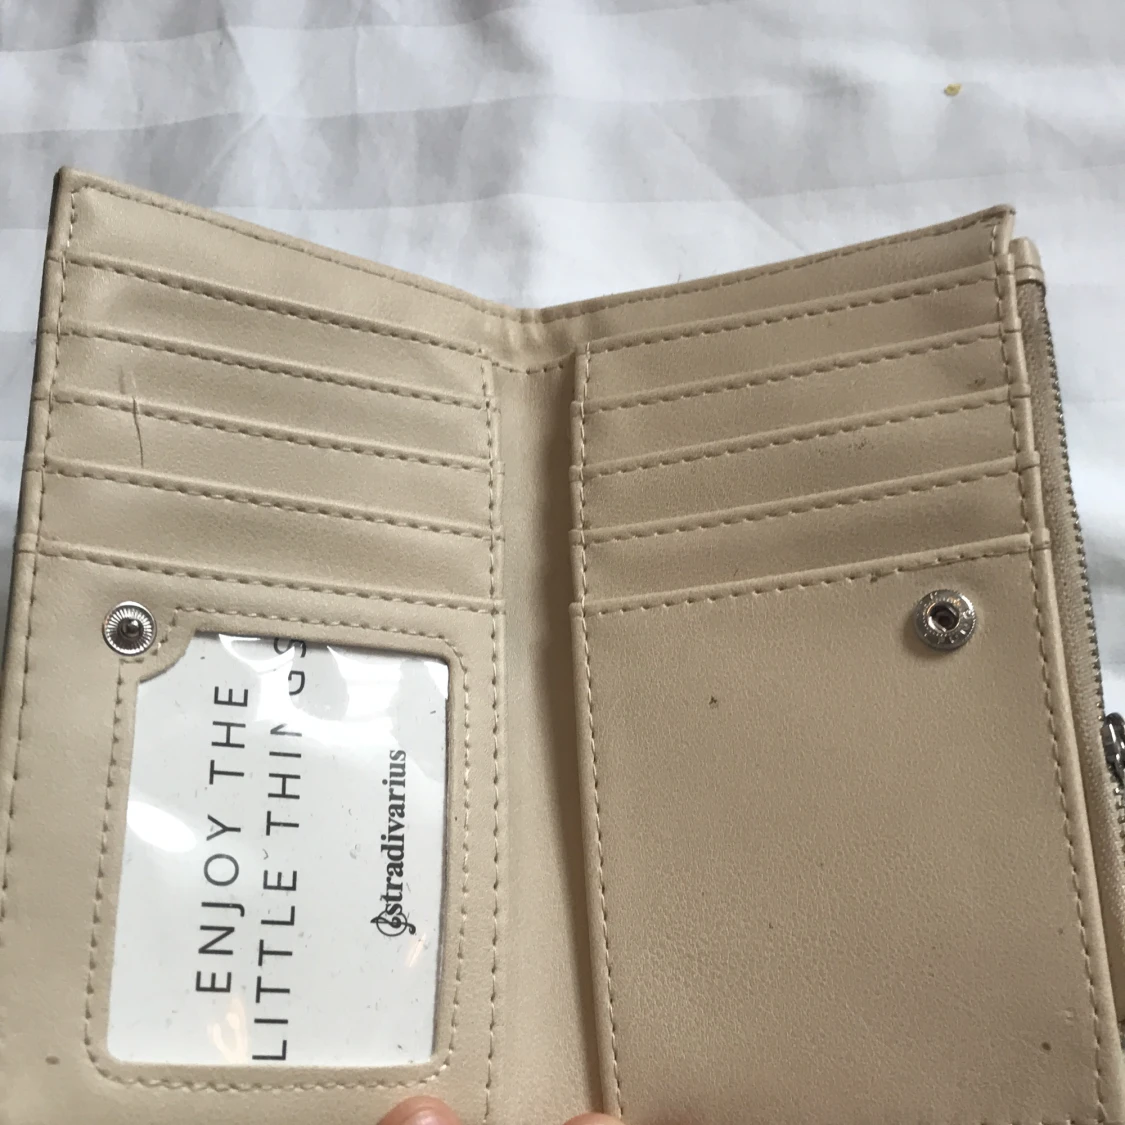 ENJOY THE
LITTLE THINGS
stradivarius